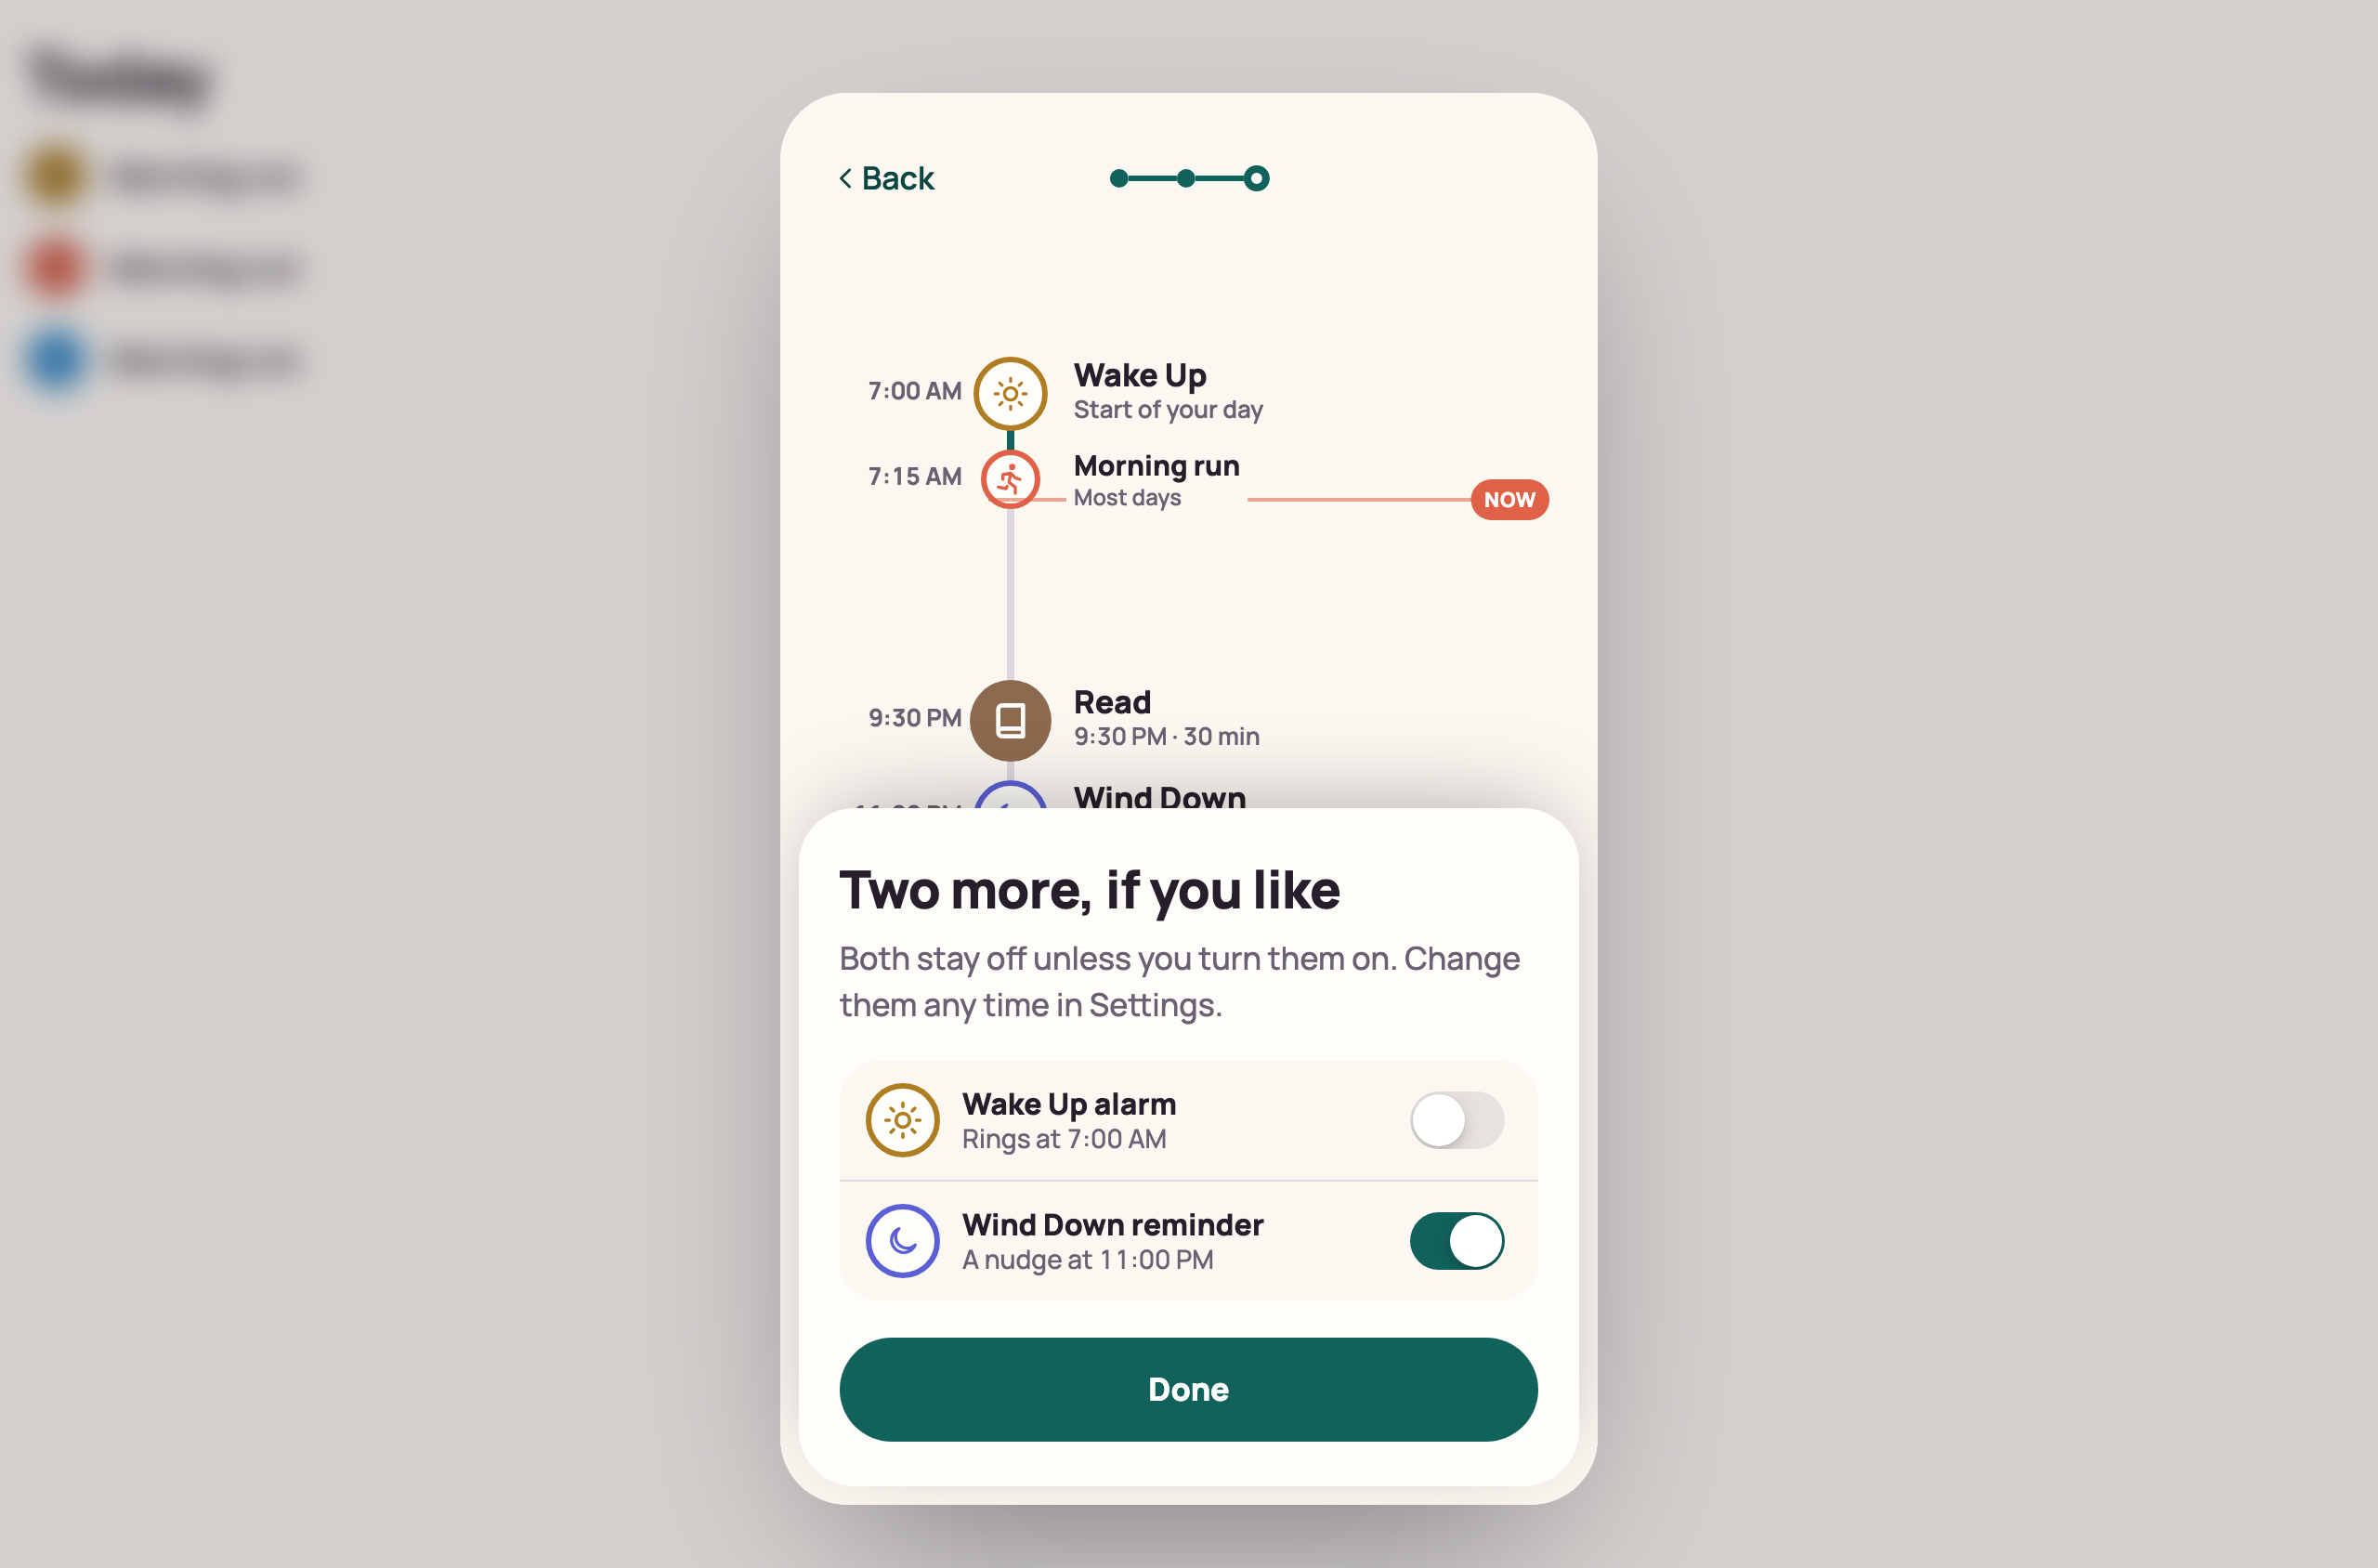 Today
Back
7:00 AM
Wake Up
Start of your day
7:15 AM
Morning run
Most days
NOW
9:30 PM
Read
9:30 PM · 30 min
Wind Down
Two more, if you like
Both stay off unless you turn them on. Change
them any time in Settings.
Wake Up alarm
Rings at 7:00 AM
Wind Down reminder
A nudge at 11:00 PM
Done